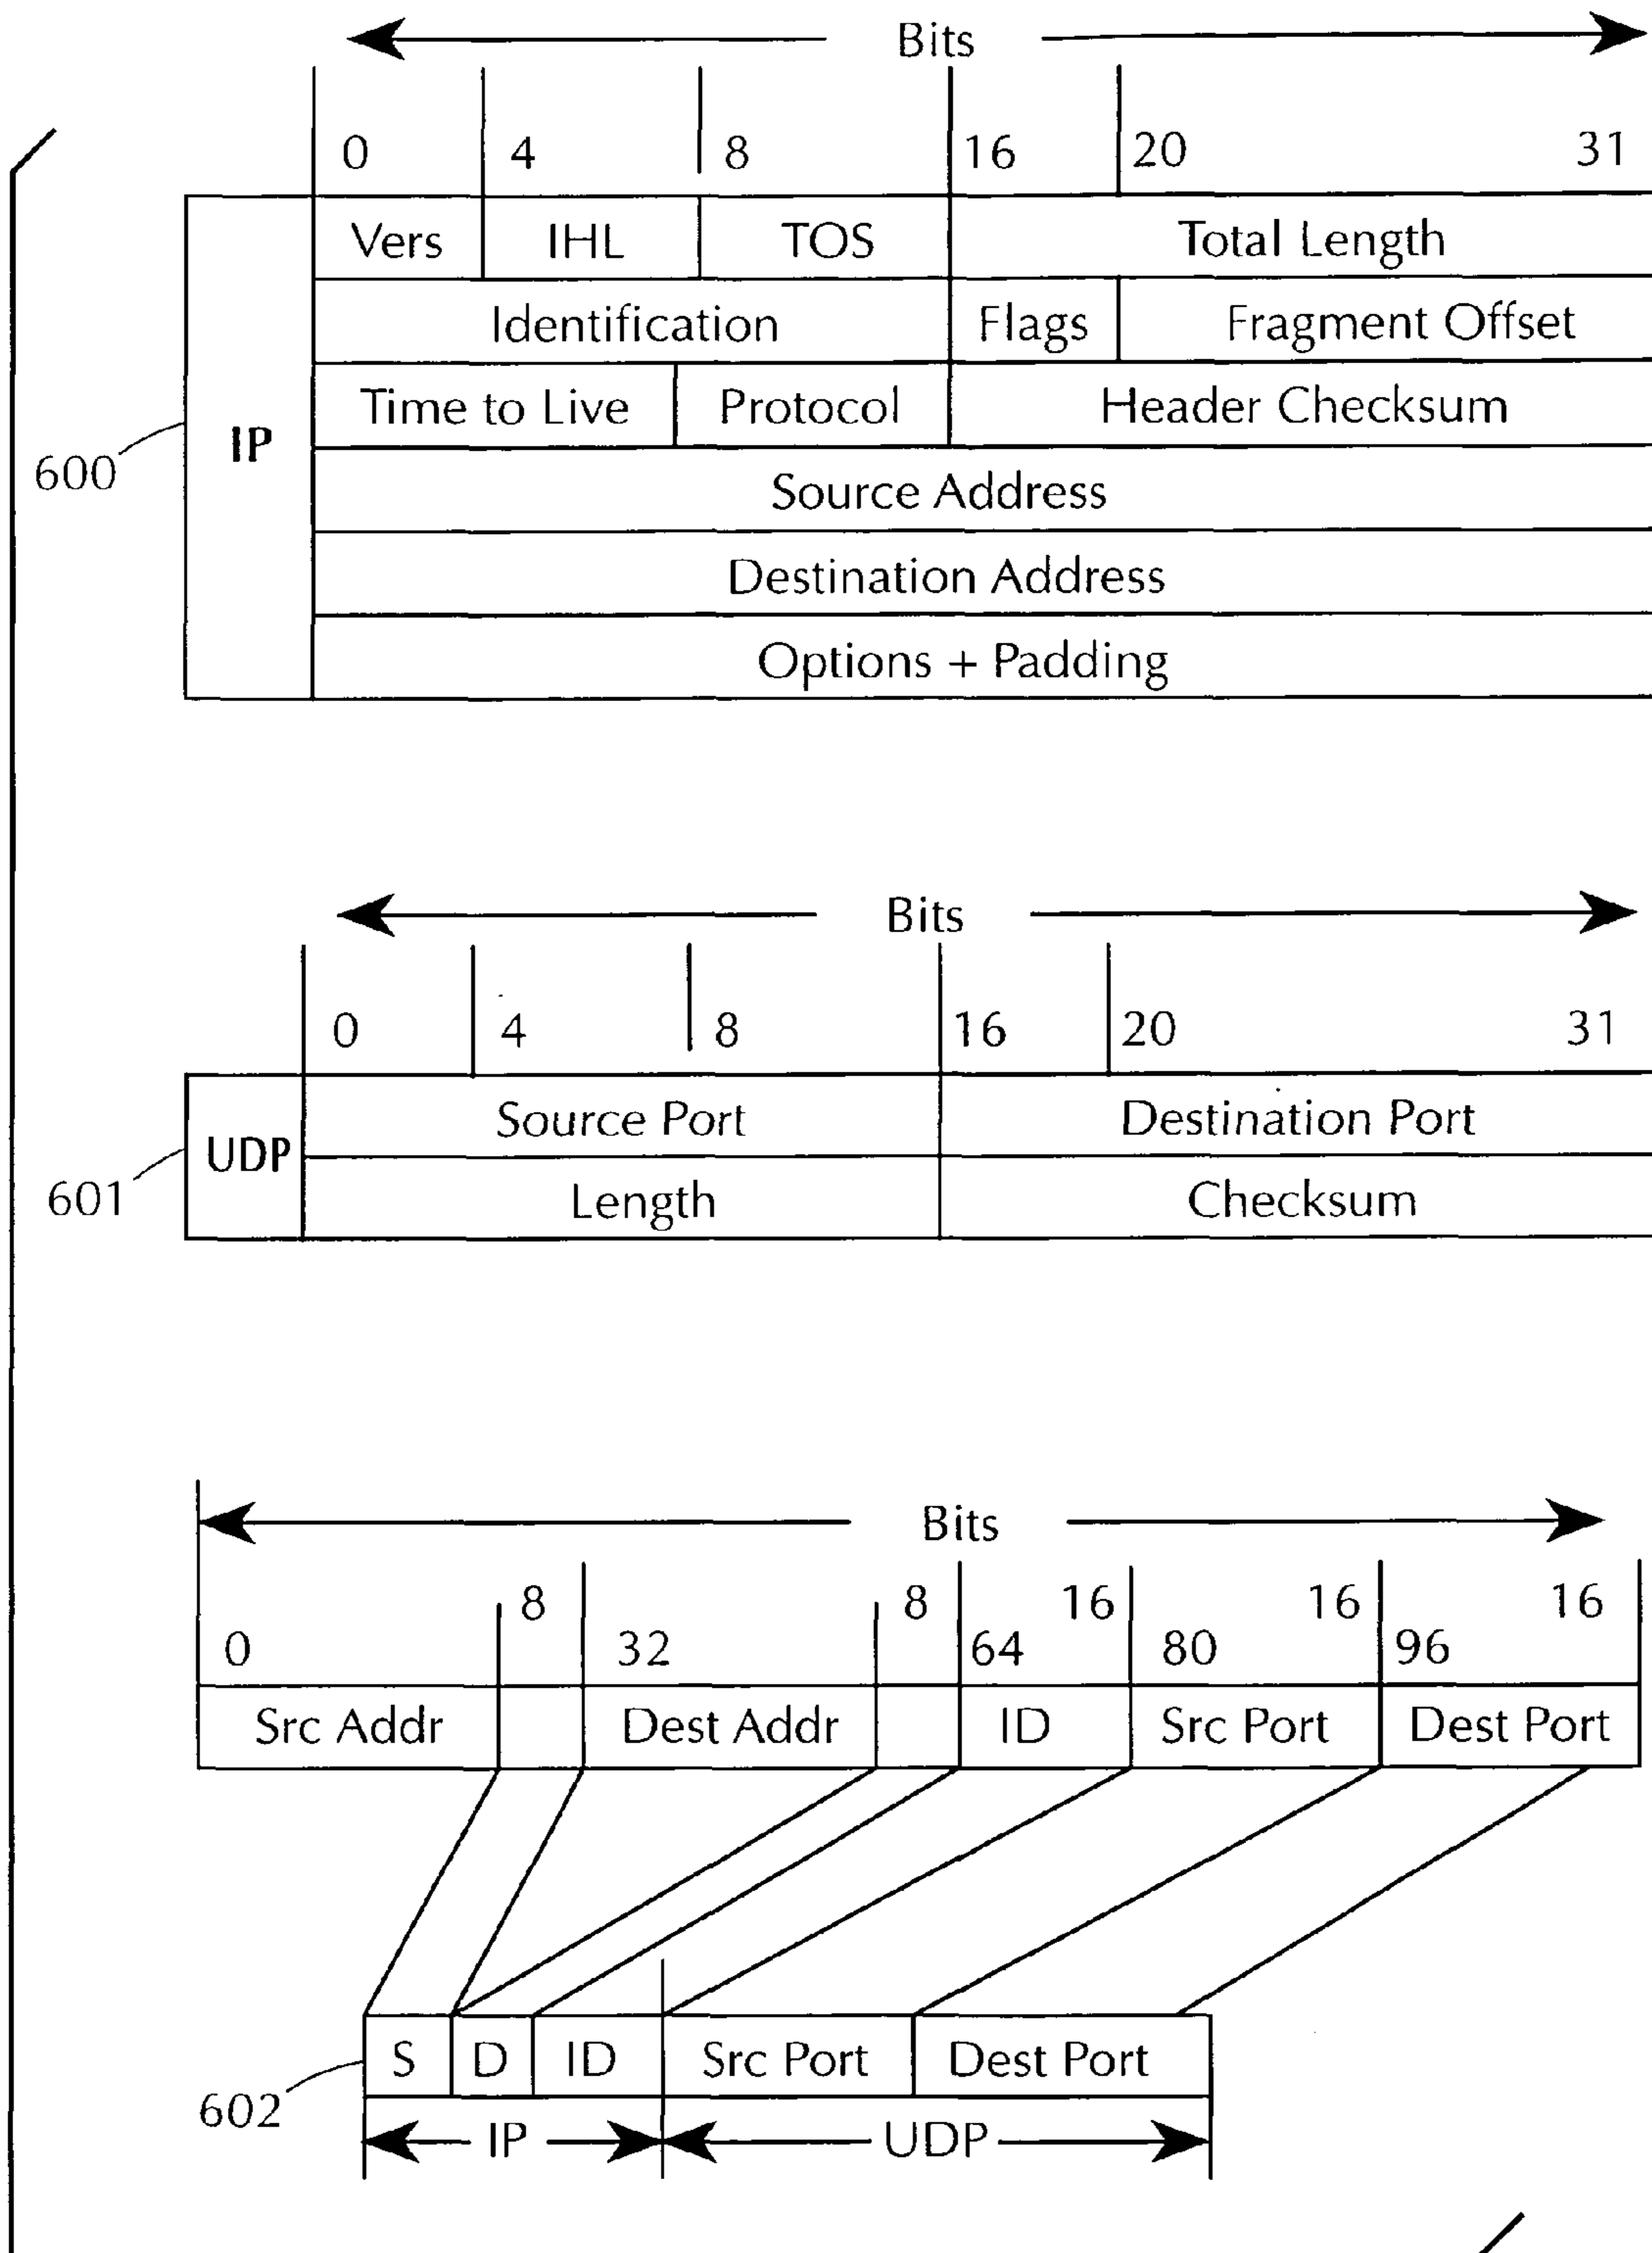 Bits
0 4 8 16 20 31
Vers IHL TOS Total Length
Identification Flags Fragment Offset
Time to Live Protocol Header Checksum
IP
600
Source Address
Destination Address
Options + Padding
Bits
0 4 8 16 20 31
Source Port Destination Port
UDP
601
Length Checksum
Bits
8 8 16 16 16
0 32 64 80 96
Src Addr Dest Addr ID Src Port Dest Port
S D ID Src Port Dest Port
602
IP UDP